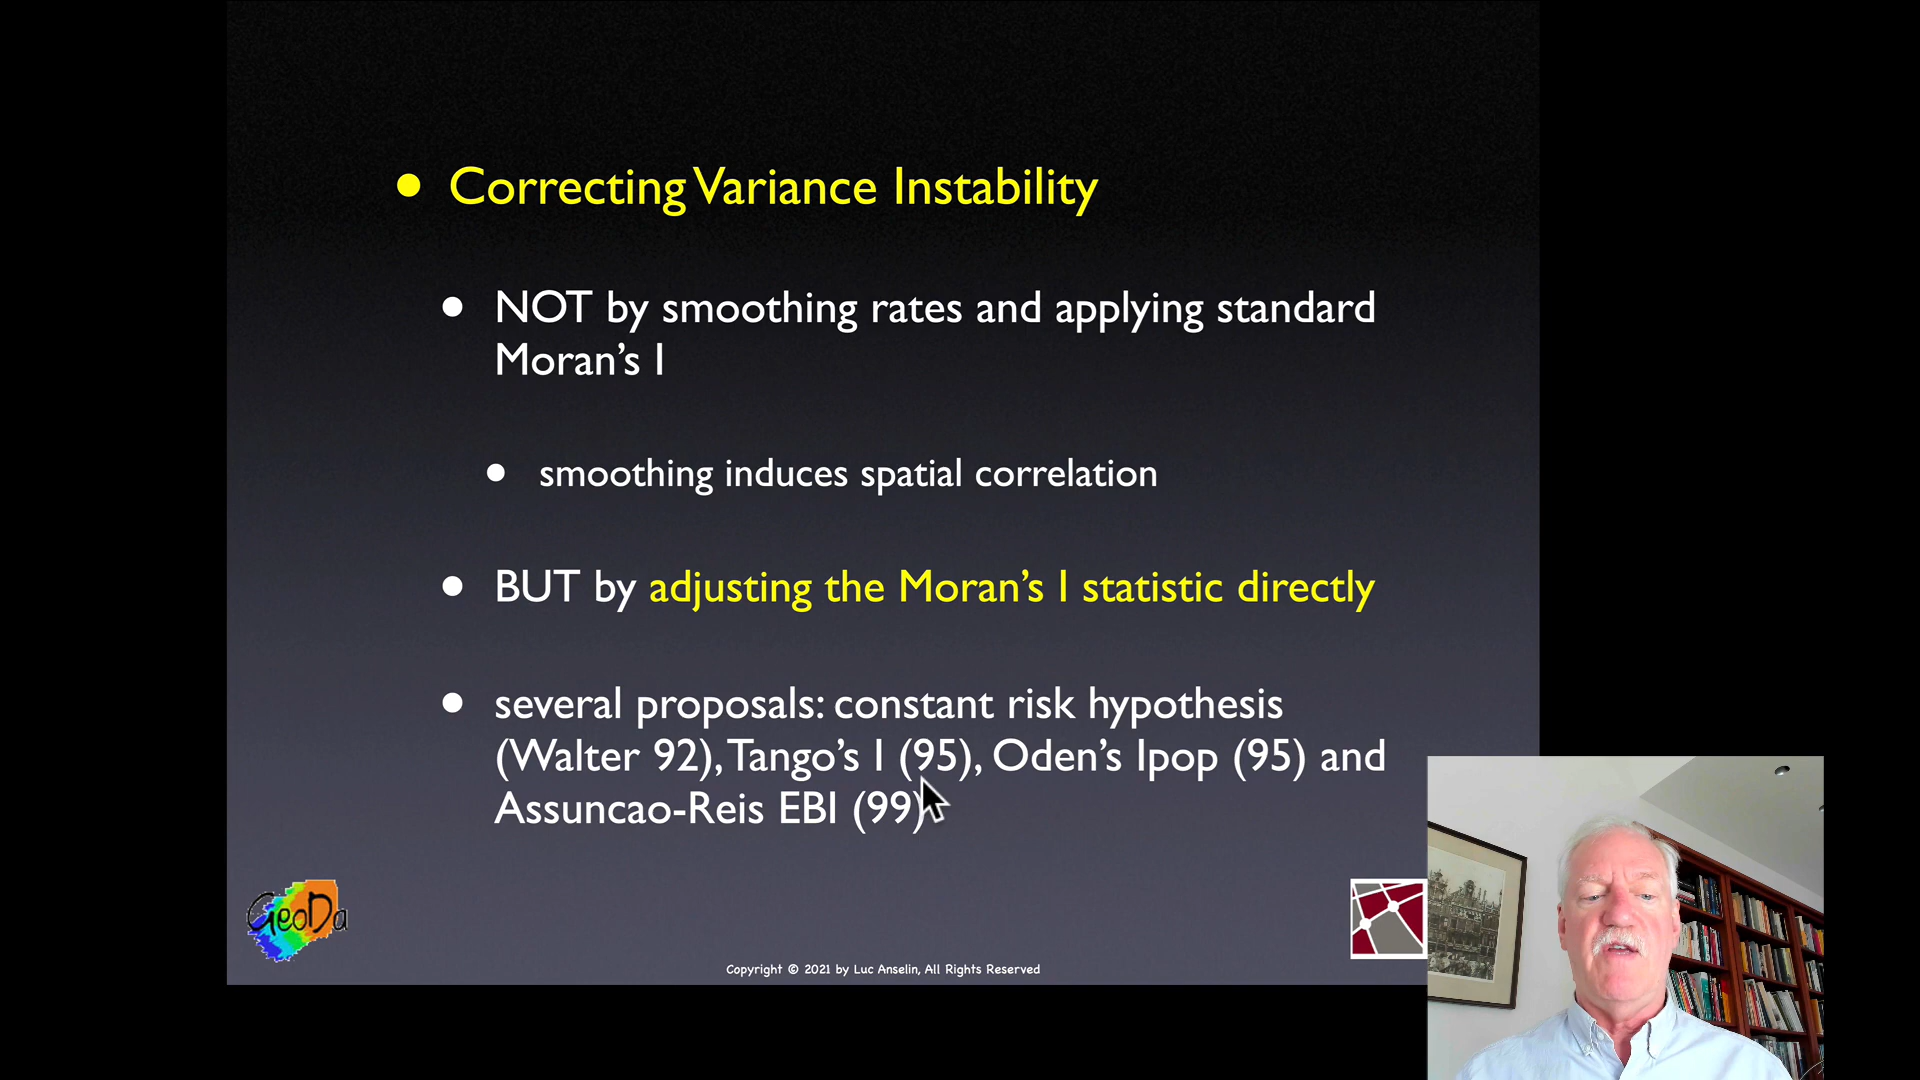 Correcting Variance Instability
NOT by smoothing rates and applying standard
Moran's I
smoothing induces spatial correlation
BUT by adjusting the Moran's I statistic directly
several proposals: constant risk hypothesis
(Walter 92), Tango's I (95), Oden's Ipop (95) and
Assuncao-Reis EBI (99)
GeoDa
Copyright © 2021 by Luc Anselin, All Rights Reserved